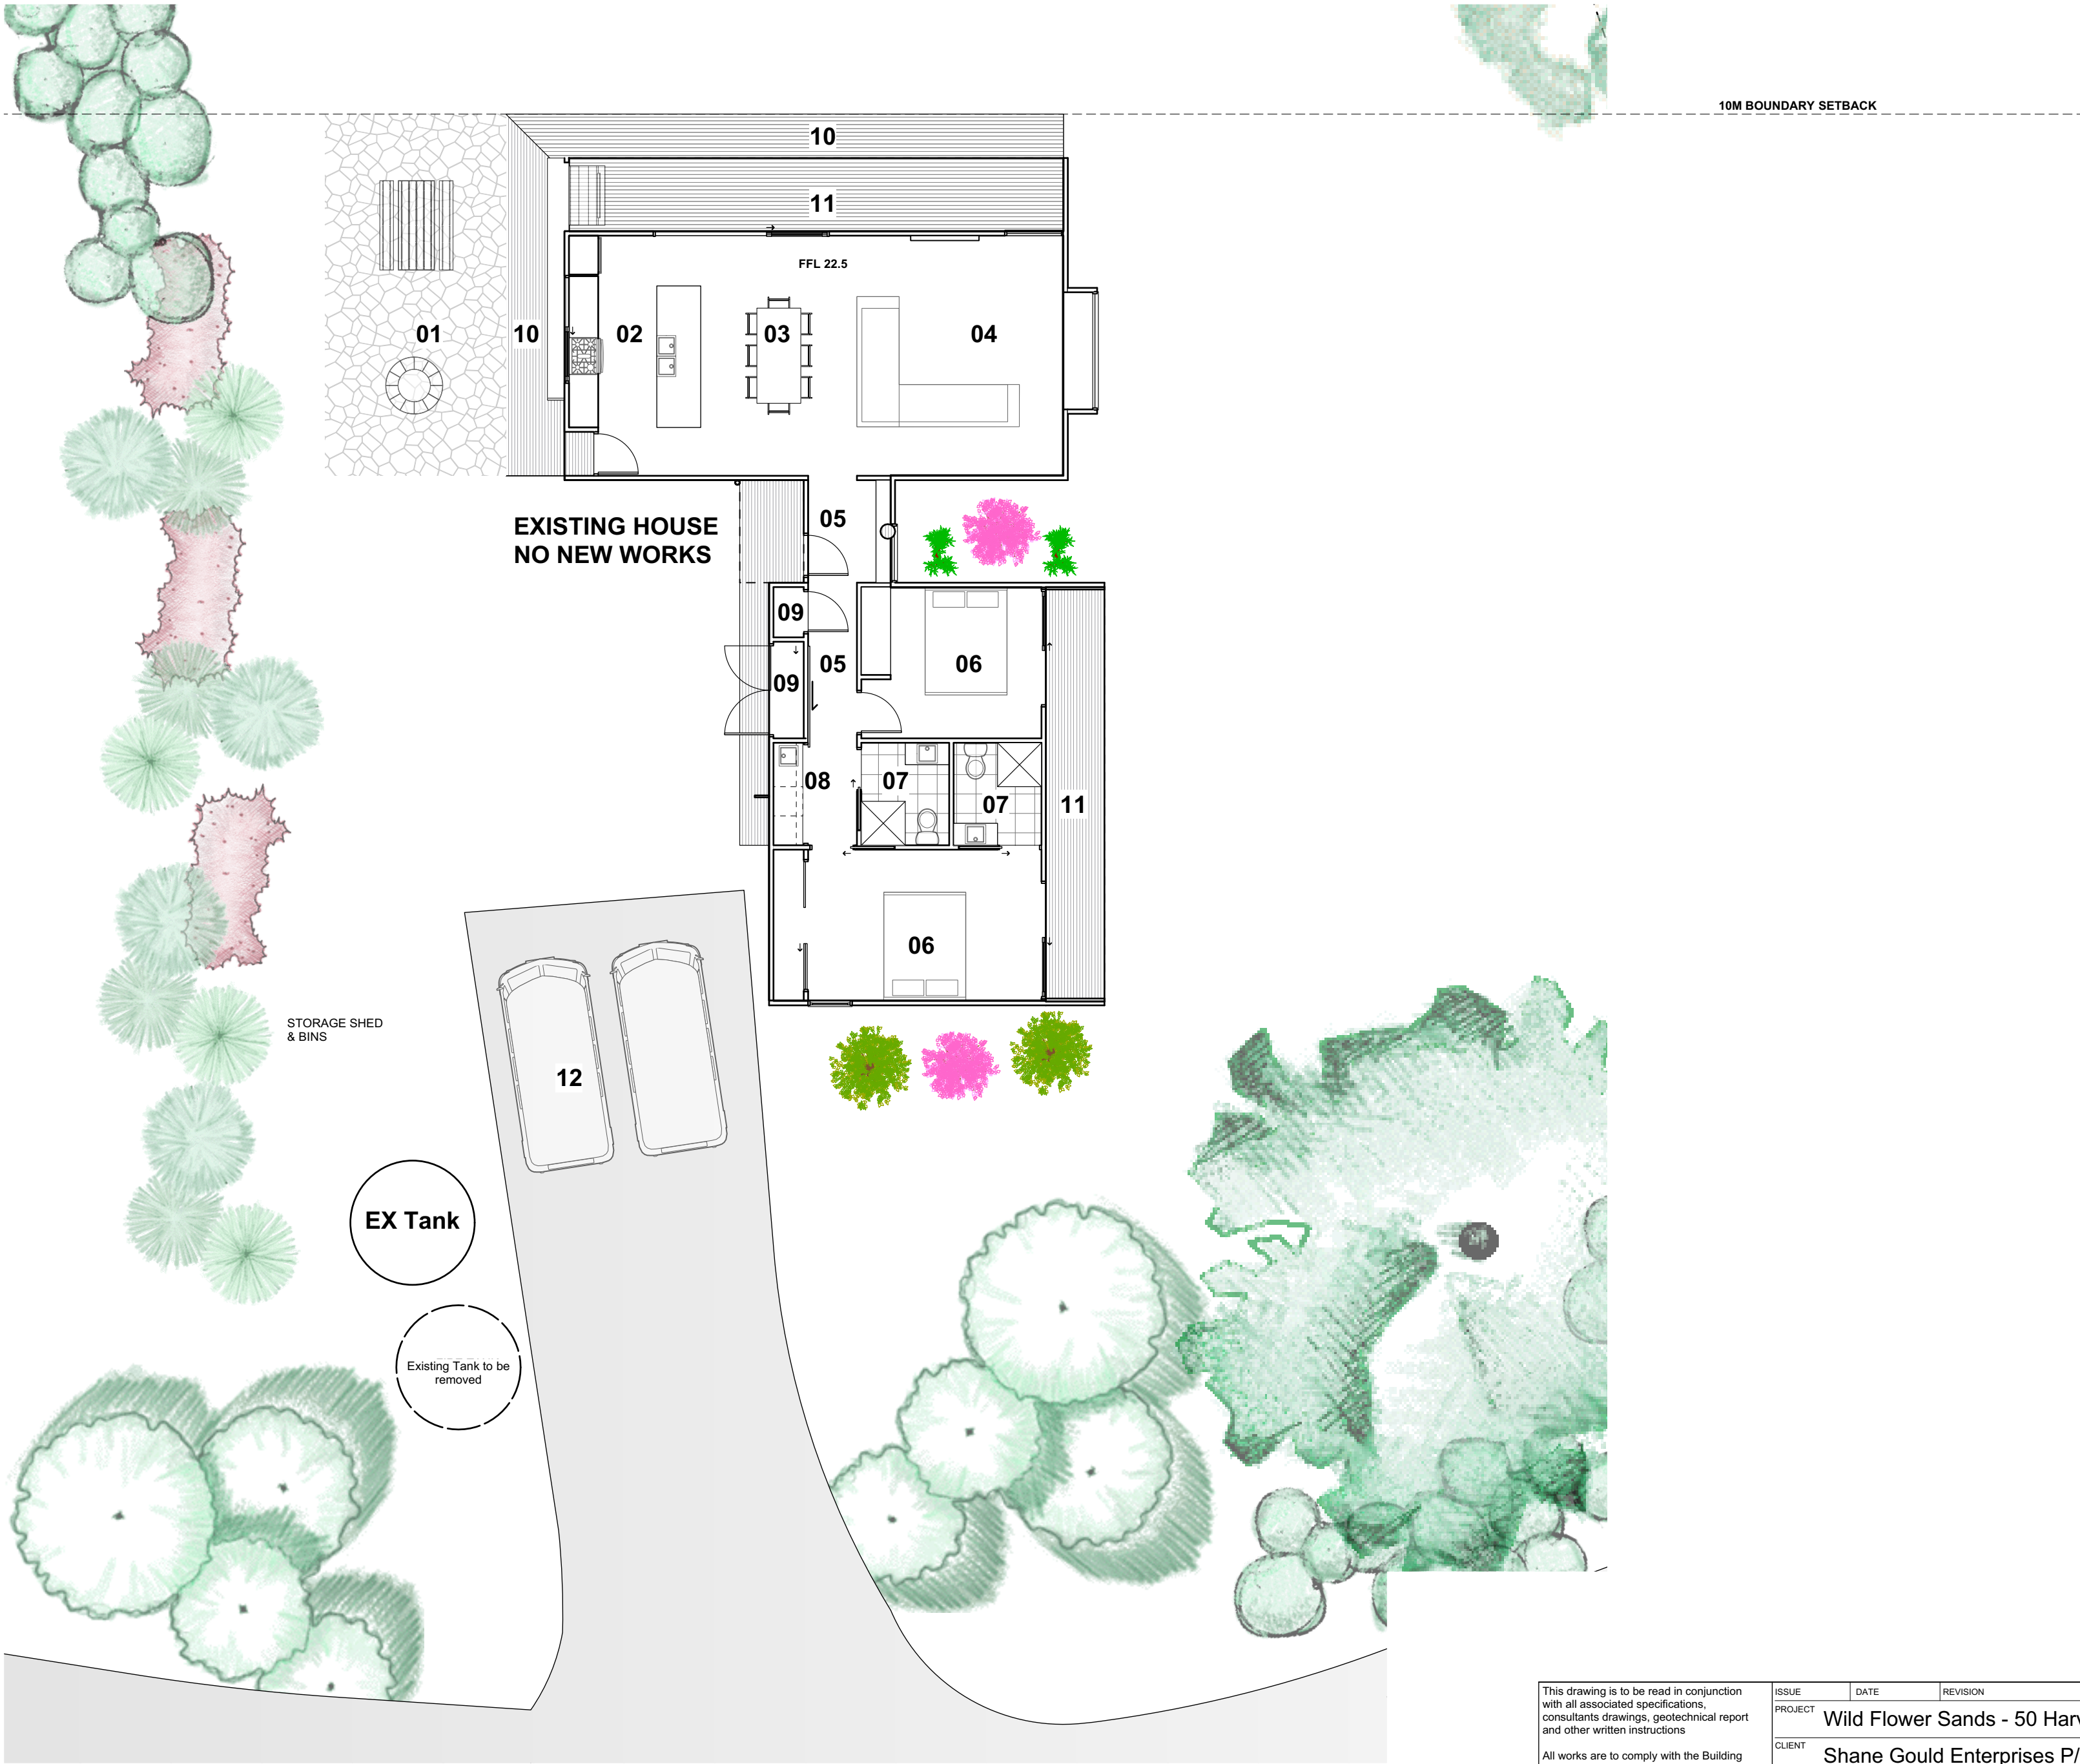 10M BOUNDARY SETBACK
10
11
FFL 22.5
01
10
02
03
04
EXISTING HOUSE
NO NEW WORKS
05
09
05
06
09
08
07
07
11
06
STORAGE SHED
& BINS
12
EX Tank
Existing Tank to be
removed
This drawing is to be read in conjunction
with all associated specifications,
consultants drawings, geotechnical report
and other written instructions
All works are to comply with the Building
ISSUE DATE REVISION
PROJECT Wild Flower Sands - 50
CLIENT Shane Gould Enterprises